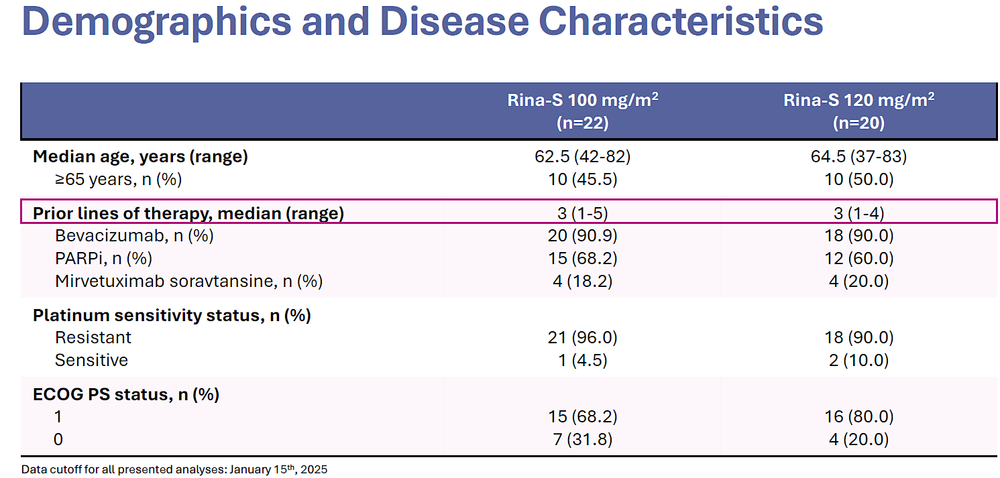 Demographics and Disease Characteristics
Rina-S 100 mg/m² (n=22) Rina-S 120 mg/m² (n=20)
Median age, years (range) 62.5 (42-82) 64.5 (37-83)
≥65 years, n (%) 10 (45.5) 10 (50.0)
Prior lines of therapy, median (range) 3 (1-5) 3 (1-4)
Bevacizumab, n (%) 20 (90.9) 18 (90.0)
PARPi, n (%) 15 (68.2) 12 (60.0)
Mirvetuximab soravtansine, n (%) 4 (18.2) 4 (20.0)
Platinum sensitivity status, n (%)
Resistant 21 (96.0) 18 (90.0)
Sensitive 1 (4.5) 2 (10.0)
ECOG PS status, n (%)
1 15 (68.2) 16 (80.0)
0 7 (31.8) 4 (20.0)
Data cutoff for all presented analyses: January 15ᵗʰ, 2025